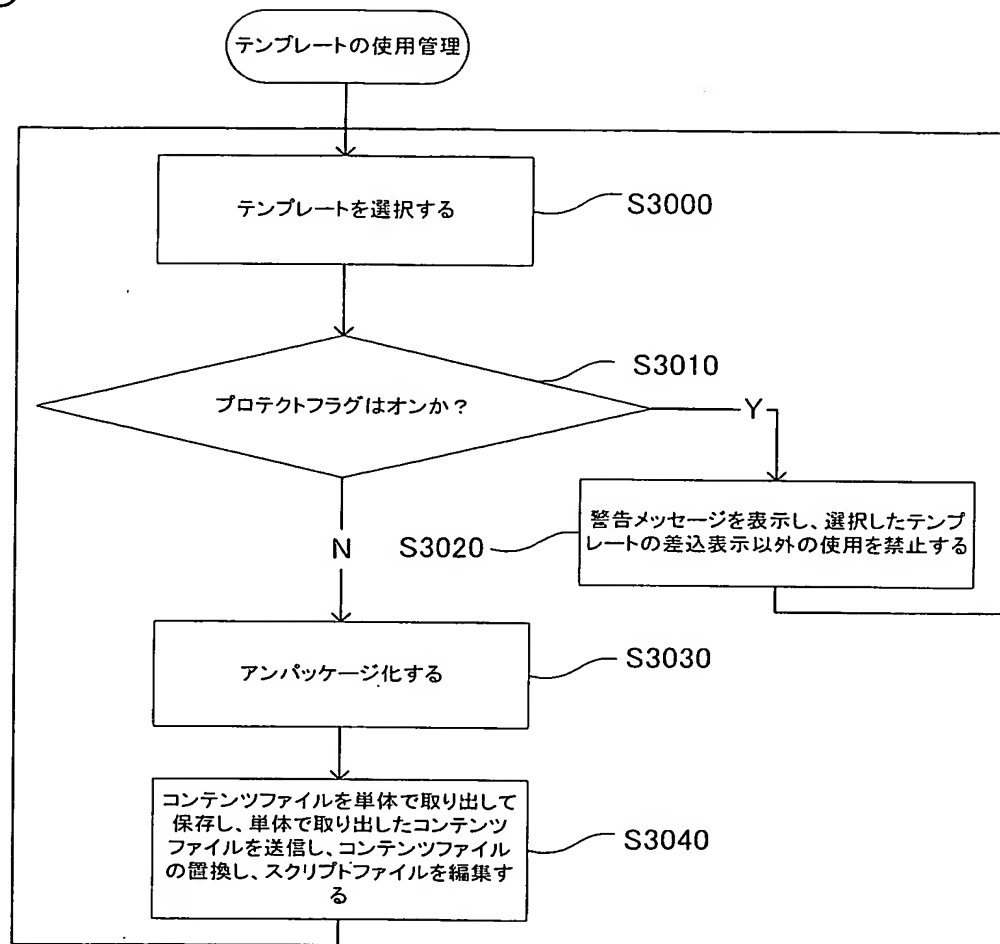 テンプレートの使用管理
テンプレートを選択する
S3000
S3010
プロテクトフラグはオンか？
Y
警告メッセージを表示し、選択したテンプ
レートの差込表示以外の使用を禁止する
N
S3020
アンパッケージ化する
S3030
コンテンツファイルを単体で取り出して
保存し、単体で取り出したコンテンツ
ファイルを送信し、コンテンツファイル
の置換し、スクリプトファイルを編集す
る
S3040